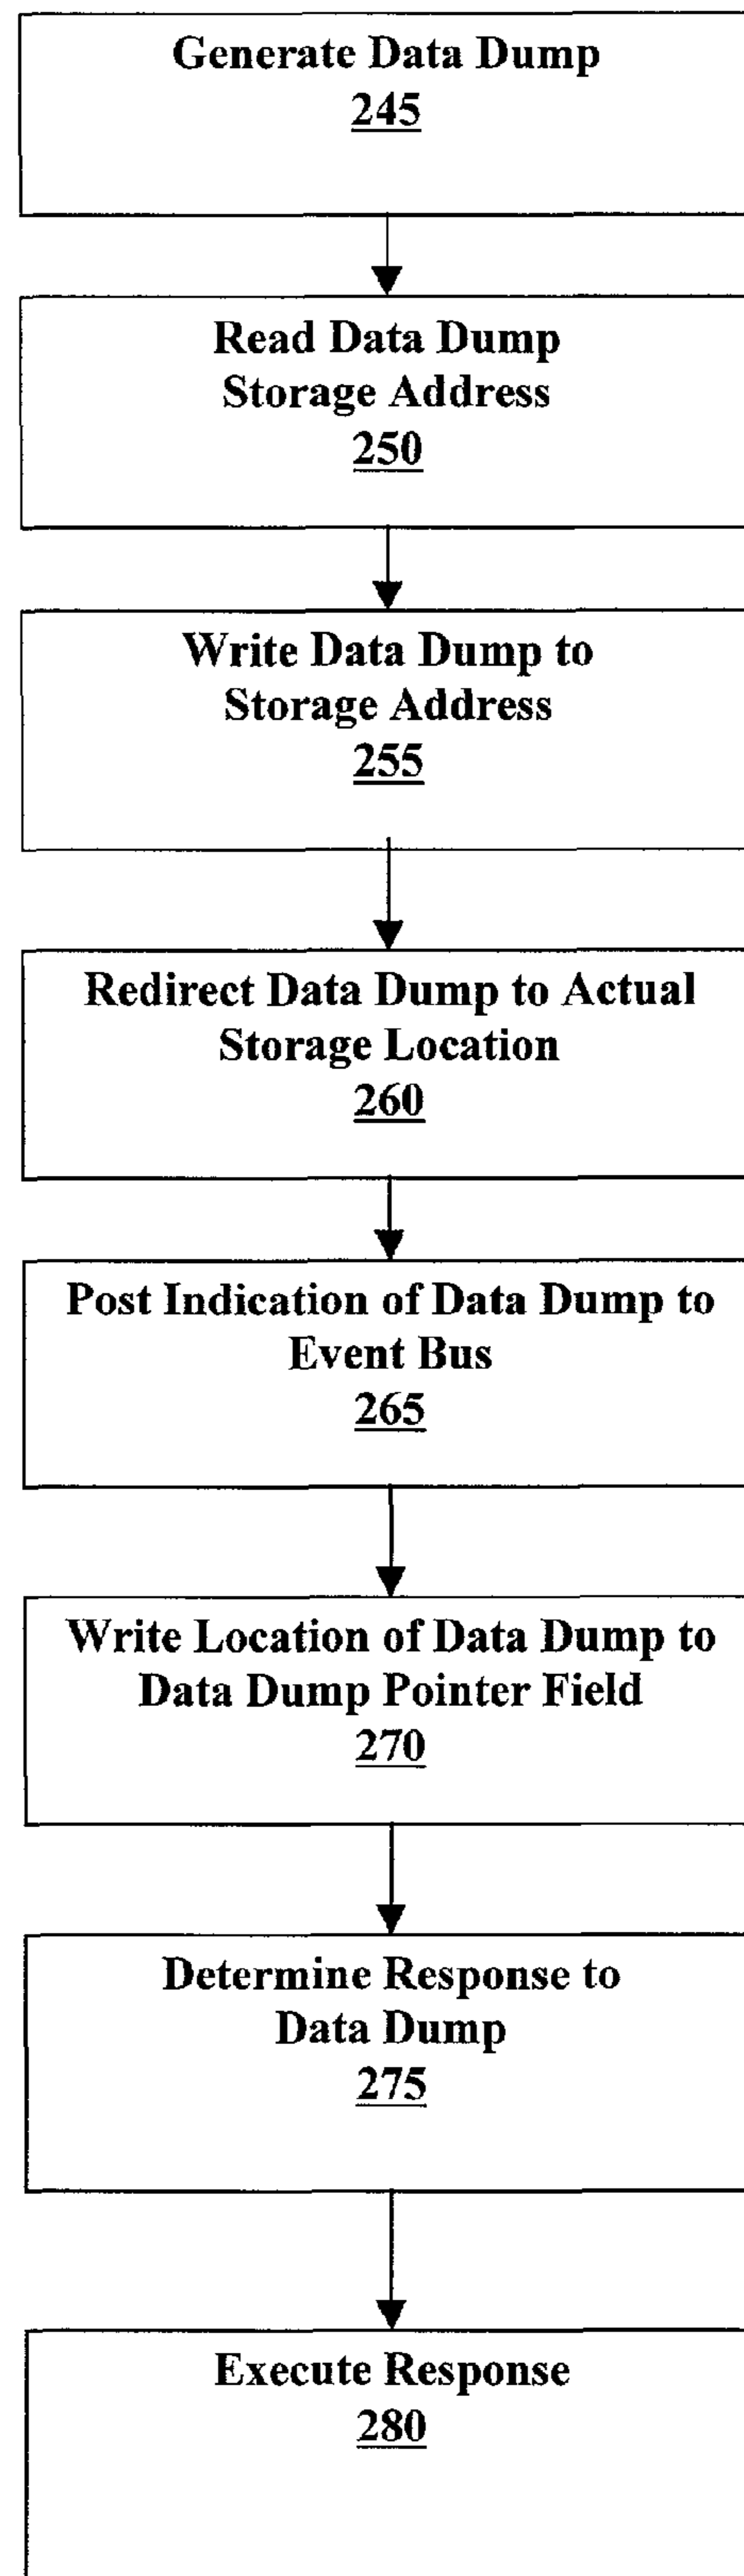 Generate Data Dump
245
Read Data Dump
Storage Address
250
Write Data Dump to
Storage Address
255
Redirect Data Dump to Actual
Storage Location
260
Post Indication of Data Dump to
Event Bus
265
Write Location of Data Dump to
Data Dump Pointer Field
270
Determine Response to
Data Dump
275
Execute Response
280